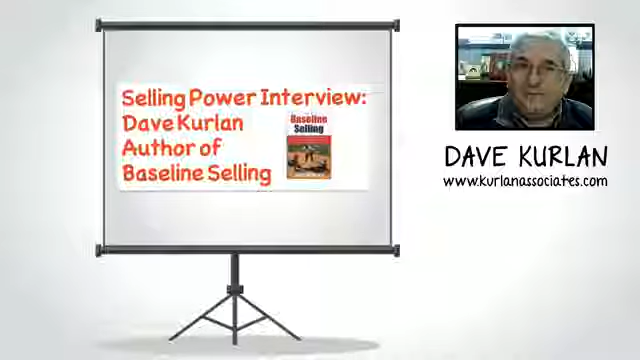 Selling Power Interview:
Dave Kurlan
Author of
Baseline Selling
Baseline
Selling
DAVE KURLAN
www.kurlanassociates.com